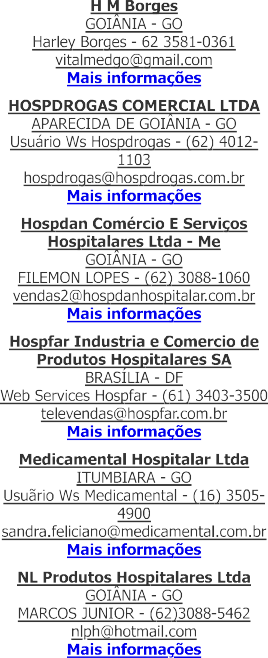 H M Borges
GOIÂNIA - GO
Harley Borges - 62 3581-0361
vitalmedgo@gmail.com
Mais informações
HOSPDROGAS COMERCIAL LTDA
APARECIDA DE GOIÂNIA - GO
Usuário Ws Hospdrogas - (62) 4012-
1103
hospdrogas@hospdrogas.com.br
Mais informações
Hospdan Comércio E Serviços
Hospitalares Ltda - Me
GOIÂNIA - GO
FILEMON LOPES - (62) 3088-1060
vendas2@hospdanhospitalar.com.br
Mais informações
Hospfar Industria e Comercio de
Produtos Hospitalares SA
BRASÍLIA - DF
Web Services Hospfar - (61) 3403-3500
televendas@hospfar.com.br
Mais informações
Medicamental Hospitalar Ltda
ITUMBIARA - GO
Usuãrio Ws Medicamental - (16) 3505-
4900
sandra.feliciano@medicamental.com.br
Mais informações
NL Produtos Hospitalares Ltda
GOIÂNIA - GO
MARCOS JUNIOR - (62)3088-5462
nlph@hotmail.com
Mais informações